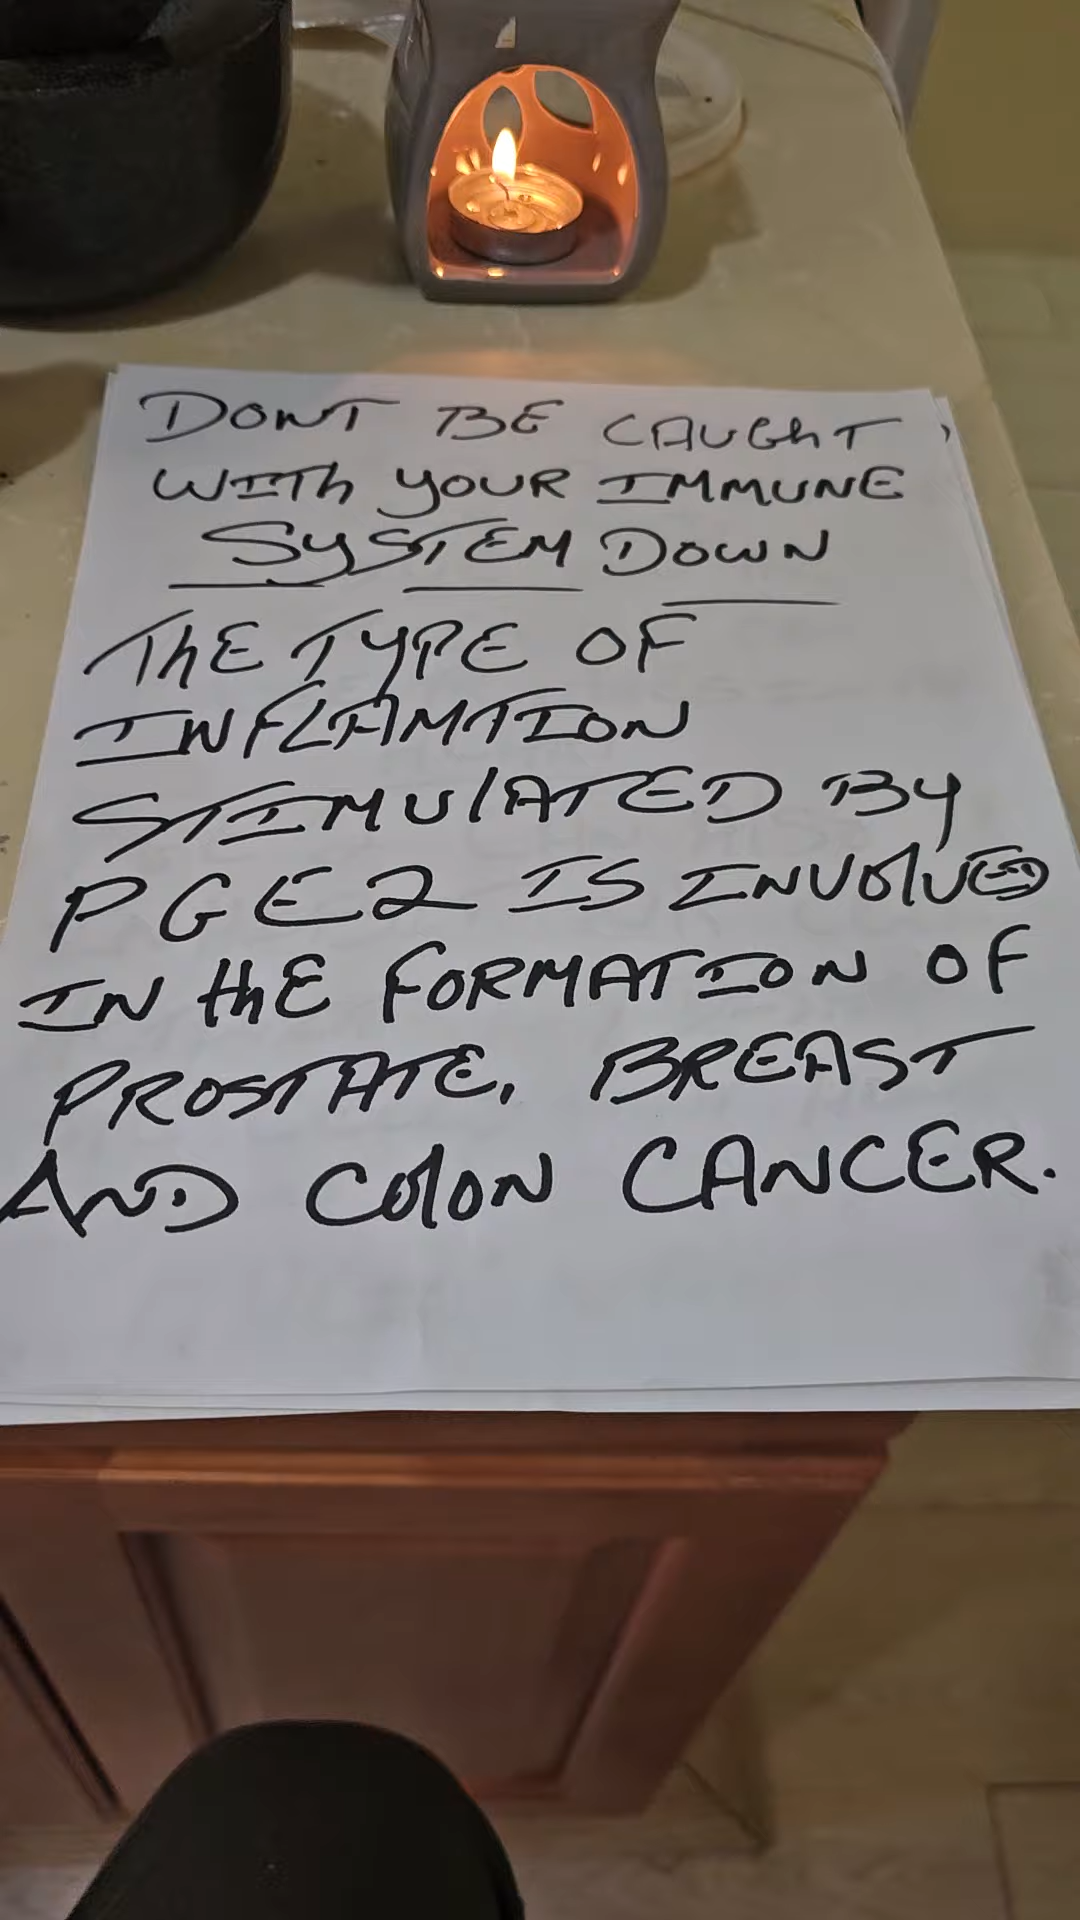 DONT BE CAUGHT
WITH YOUR IMMUNE
SYSTEM DOWN
THE TYPE OF
INFLAMTION
STIMULATED BY
PGE2 IS INVOLVED
IN THE FORMATION OF
PROSTATE, BREAST
AND COLON CANCER.